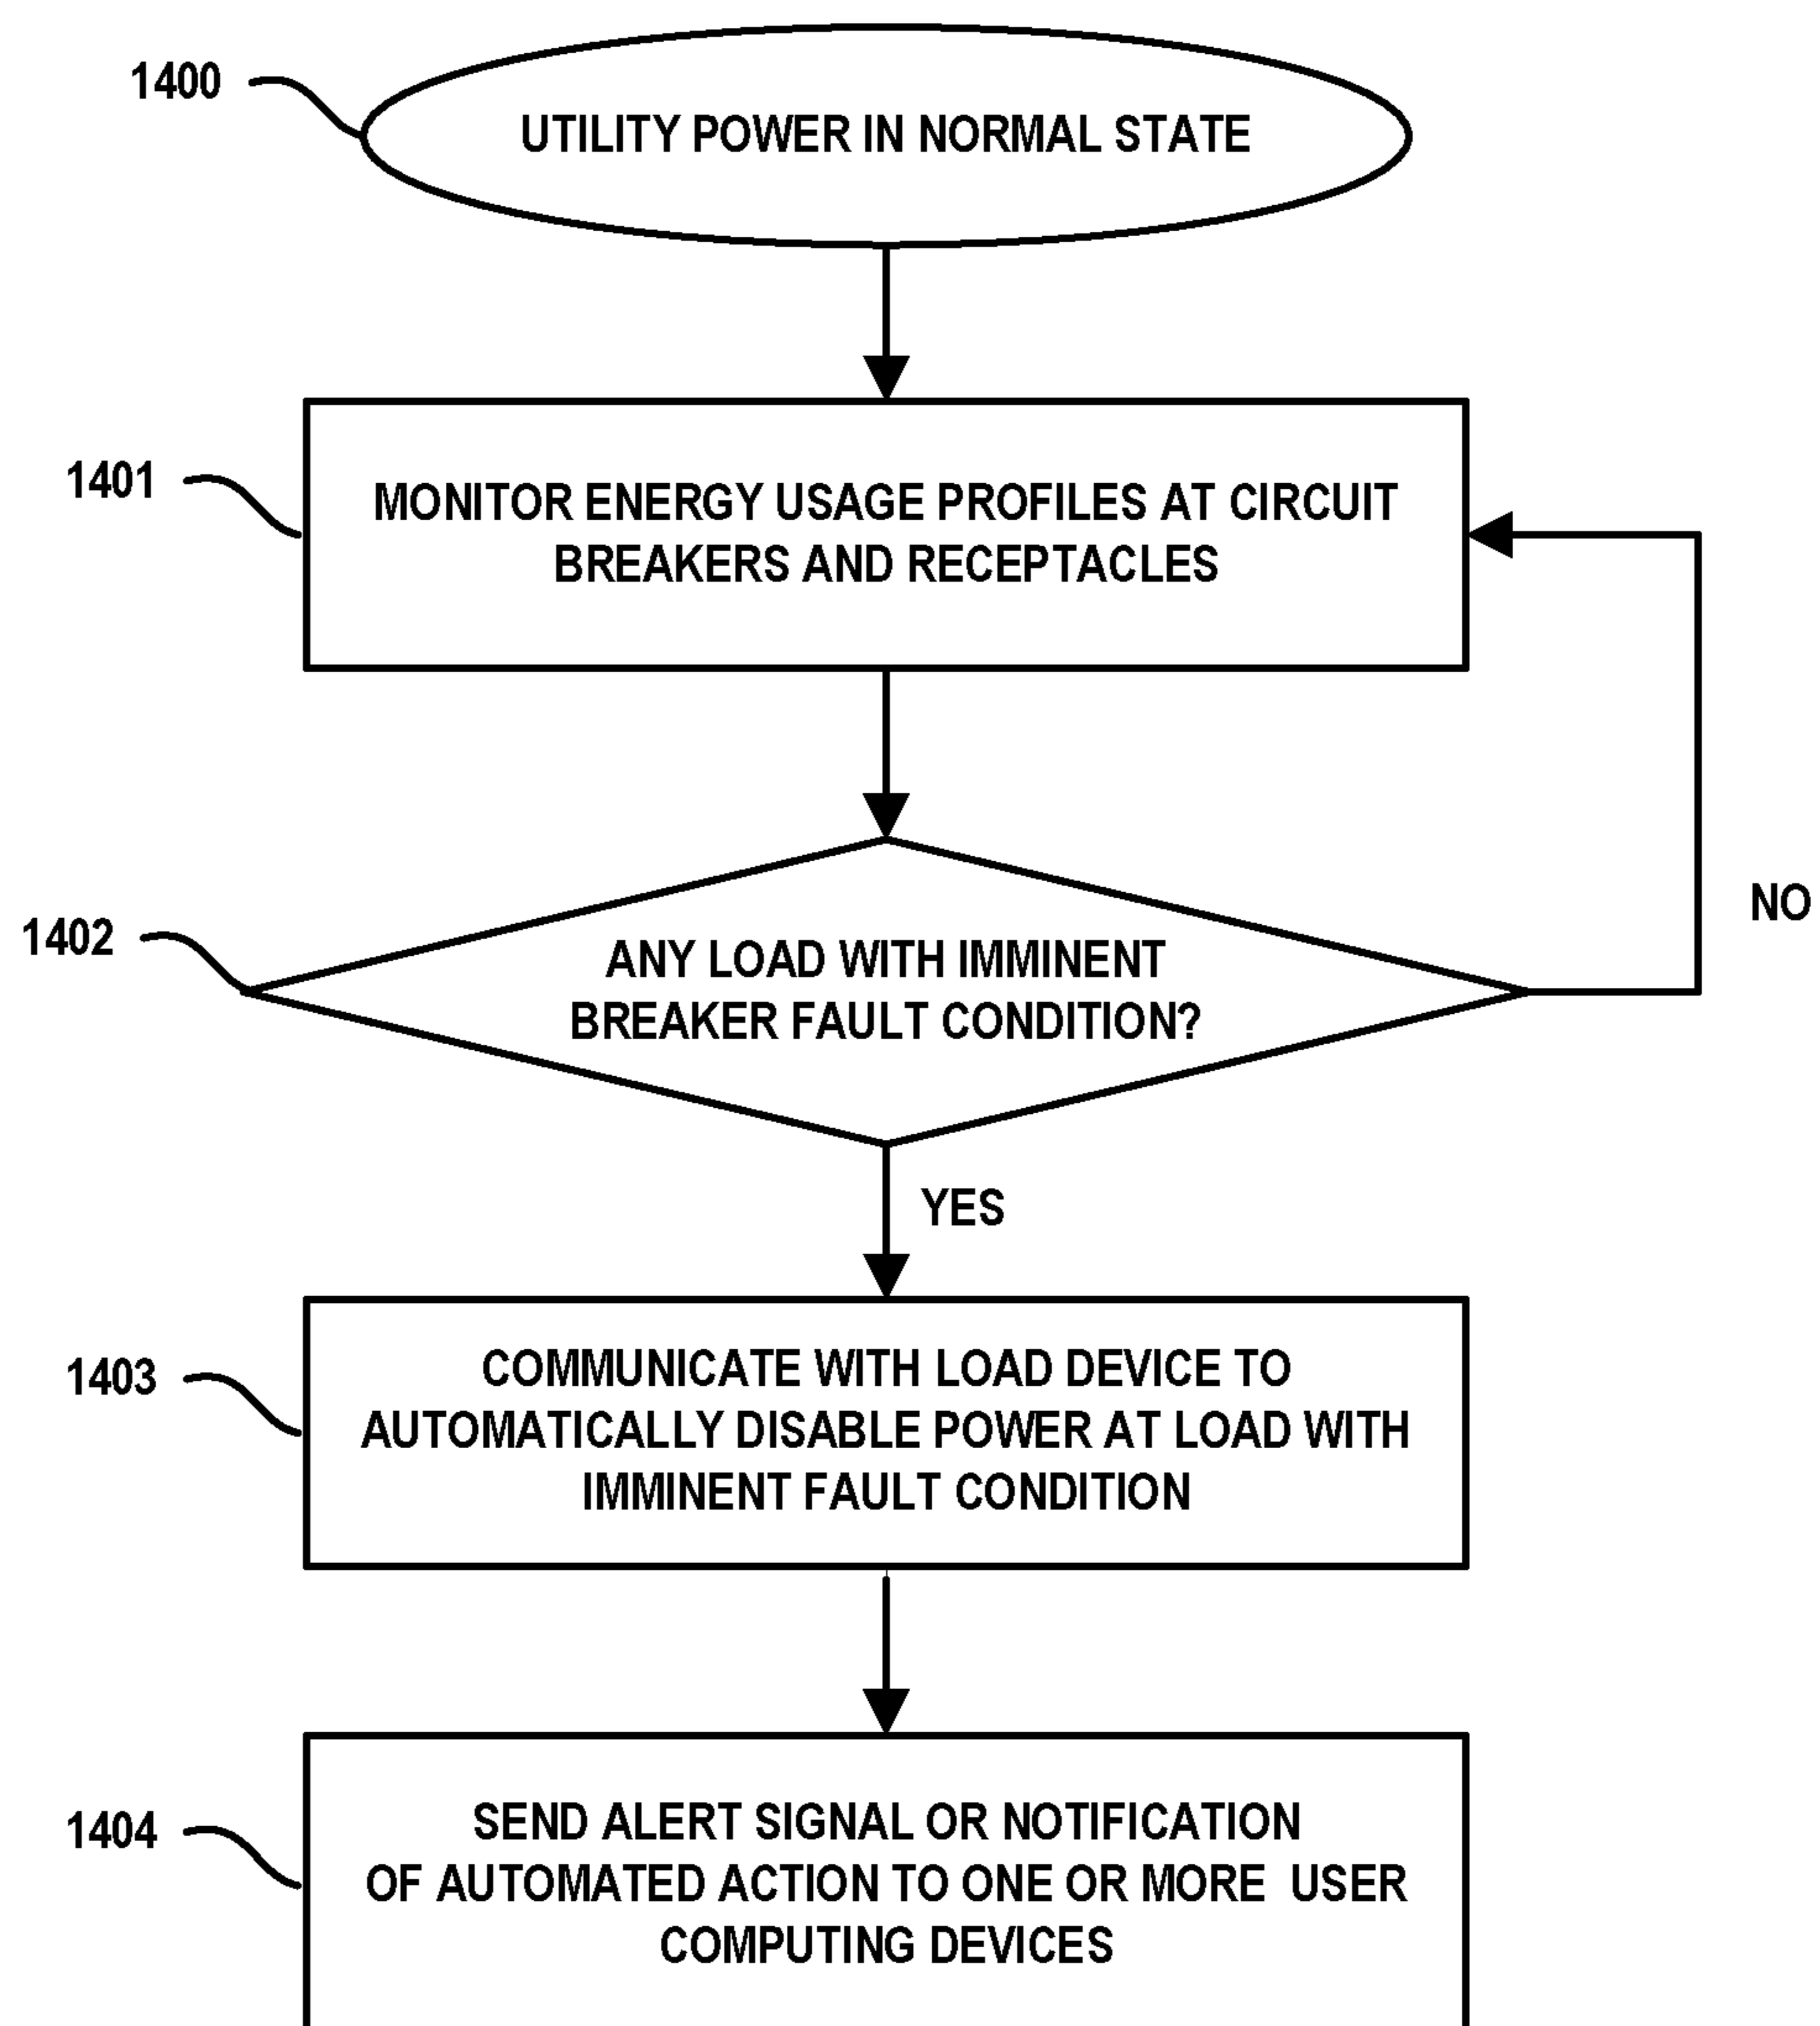 1400
UTILITY POWER IN NORMAL STATE
1401
MONITOR ENERGY USAGE PROFILES AT CIRCUIT
BREAKERS AND RECEPTACLES
1402
ANY LOAD WITH IMMINENT
BREAKER FAULT CONDITION?
NO
YES
1403
COMMUNICATE WITH LOAD DEVICE TO
AUTOMATICALLY DISABLE POWER AT LOAD WITH
IMMINENT FAULT CONDITION
1404
SEND ALERT SIGNAL OR NOTIFICATION
OF AUTOMATED ACTION TO ONE OR MORE USER
COMPUTING DEVICES